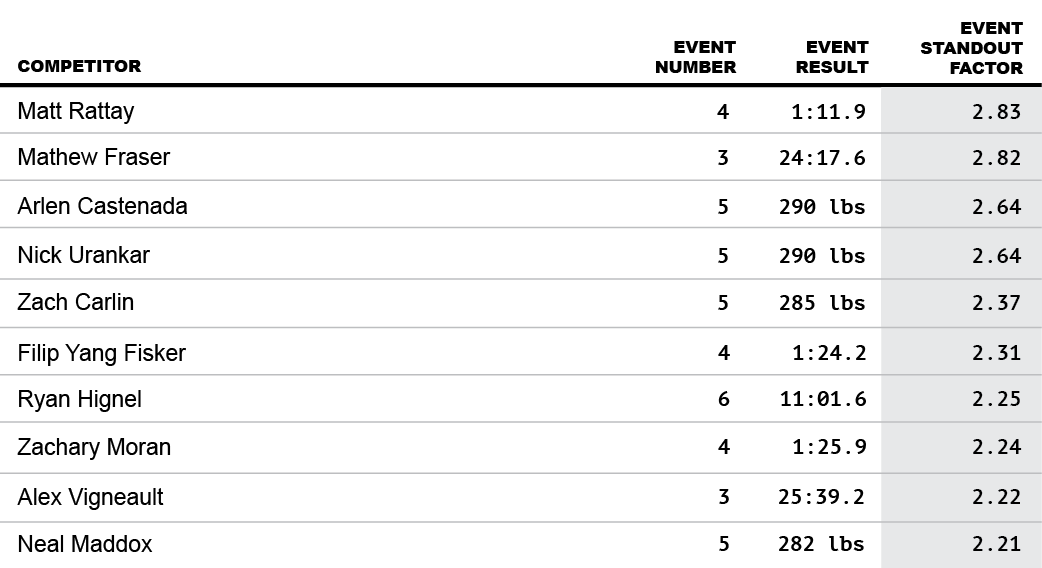 COMPETITOR EVENT NUMBER EVENT RESULT EVENT STANDOUT FACTOR
Matt Rattay 4 1:11.9 2.83
Mathew Fraser 3 24:17.6 2.82
Arlen Castenada 5 290 lbs 2.64
Nick Urankar 5 290 lbs 2.64
Zach Carlin 5 285 lbs 2.37
Filip Yang Fisker 4 1:24.2 2.31
Ryan Hignel 6 11:01.6 2.25
Zachary Moran 4 1:25.9 2.24
Alex Vigneault 3 25:39.2 2.22
Neal Maddox 5 282 lbs 2.21